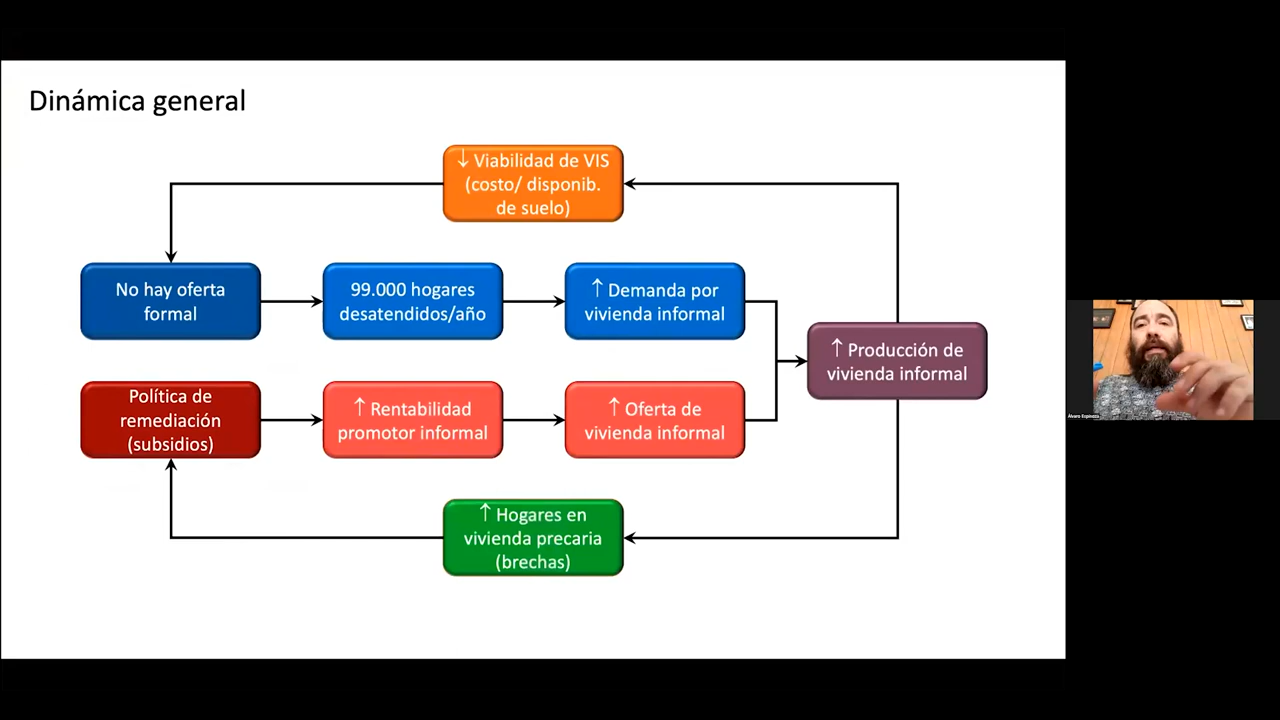 Dinámica general
↓ Viabilidad de VIS
(costo/ disponib.
de suelo)
No hay oferta
formal
99.000 hogares
desatendidos/año
↑ Demanda por
vivienda informal
↑ Producción de
vivienda informal
Política de
remediación
(subsidios)
↑ Rentabilidad
promotor informal
↑ Oferta de
vivienda informal
↑ Hogares en
vivienda precaria
(brechas)
Álvaro Espinoza